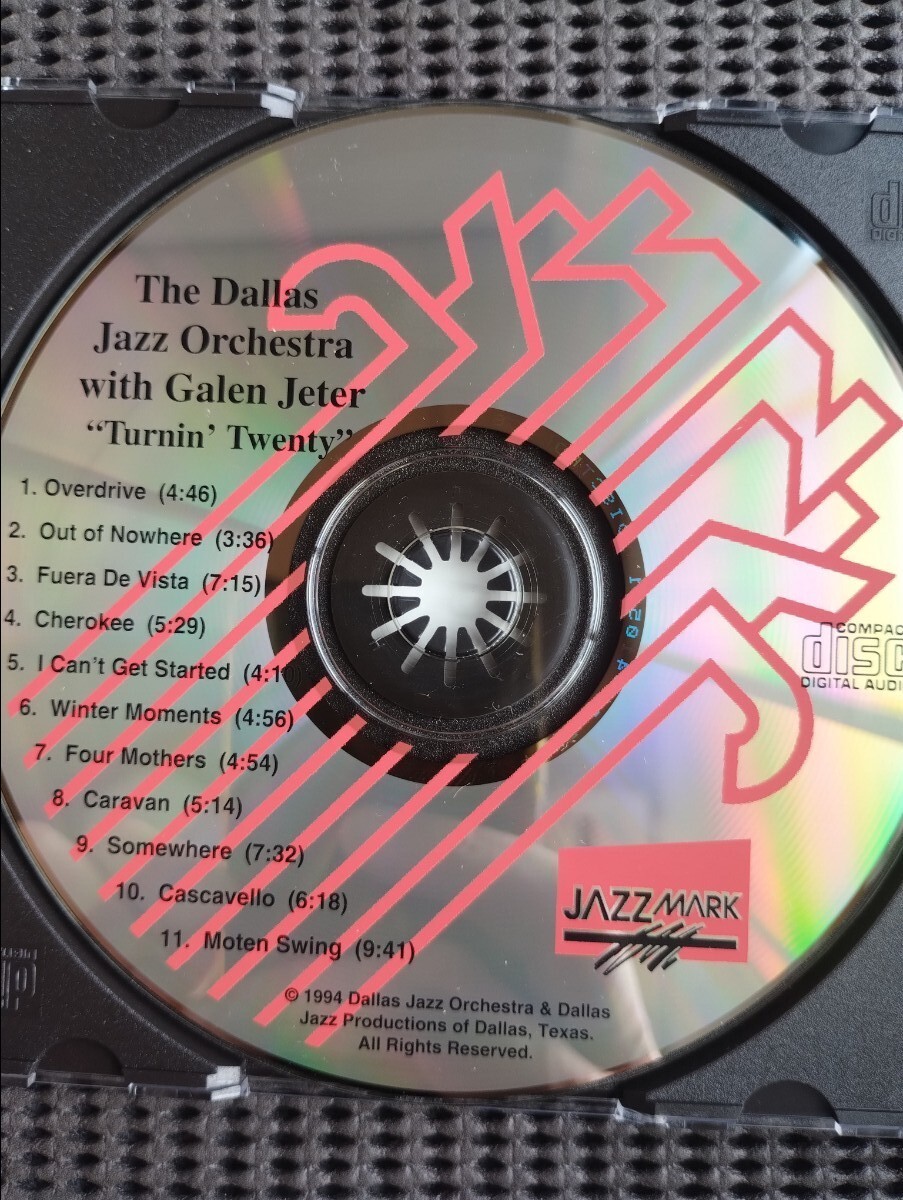 The Dallas
Jazz Orchestra
with Galen Jeter
“Turnin’ Twenty”
1. Overdrive (4:46)
2. Out of Nowhere (3:36)
3. Fuera De Vista (7:15)
4. Cherokee (5:29)
5. I Can't Get Started
6. Winter Moments (4:56)
7. Four Mothers (4:54)
8. Caravan (5:14)
9. Somewhere (7:32)
10. Cascavello (6:18)
11. Moten Swing (9:41)
disc
DIGITAL
JAZZMARK
© 1994 Dallas Jazz Orchestra & Dallas
Jazz Productions of Dallas, Texas.
All Rights Reserved.